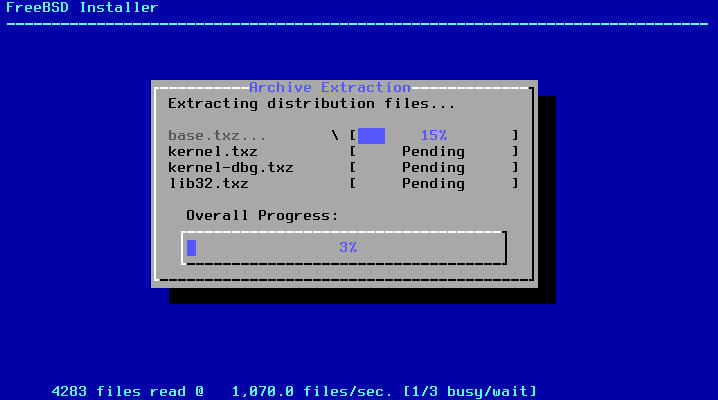 FreeBSD Installer
Archive Extraction
Extracting distribution files...
base.txz... \ [ 15% ]
kernel.txz [ Pending ]
kernel-dbg.txz [ Pending ]
lib32.txz [ Pending ]
Overall Progress:
3%
4283 files read @ 1,070.0 files/sec. [1/3 busy/wait]